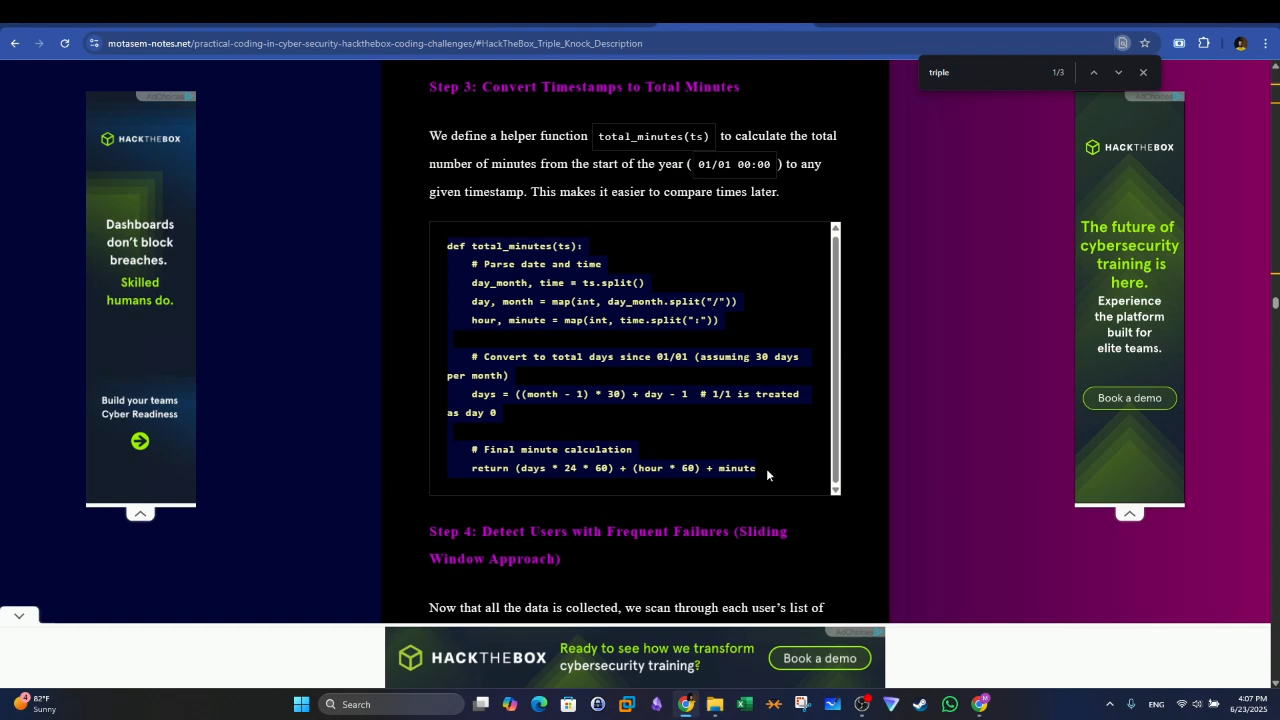 motasem-notes.net/practical-coding-in-cyber-security-hackthebox-coding-challenges/#HackTheBox_Triple_Knock_Description
triple
1/3
AdChoices
HACKTHEBOX
Dashboards
don't block
breaches.
Skilled
humans do.
Build your teams
Cyber Readiness
Step 3: Convert Timestamps to Total Minutes
We define a helper function total_minutes(ts) to calculate the total
number of minutes from the start of the year ( 01/01 00:00 ) to any
given timestamp. This makes it easier to compare times later.
def total_minutes(ts):
    # Parse date and time
    day_month, time = ts.split()
    day, month = map(int, day_month.split("/"))
    hour, minute = map(int, time.split(":"))
    # Convert to total days since 01/01 (assuming 30 days
per month)
    days = ((month - 1) * 30) + day - 1  # 1/1 is treated
as day 0
    # Final minute calculation
    return (days * 24 * 60) + (hour * 60) + minute
Step 4: Detect Users with Frequent Failures (Sliding
Window Approach)
Now that all the data is collected, we scan through each user's list of
AdChoices
HACKTHEBOX
The future of
cybersecurity
training is
here.
Experience
the platform
built for
elite teams.
Book a demo
AdChoices
HACKTHEBOX
Ready to see how we transform
cybersecurity training?
Book a demo
4
82°F
Sunny
Search
ENG
4:07 PM
6/23/2025